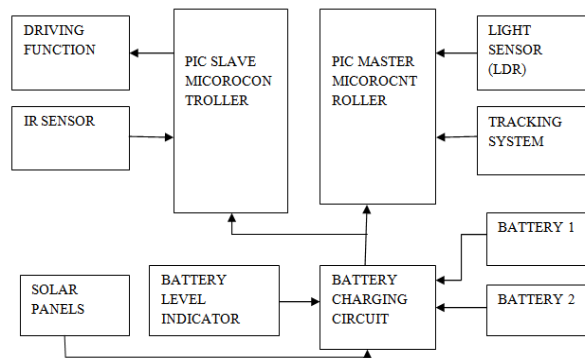 DRIVING
FUNCTION
PIC SLAVE
MICOROCON
TROLLER
PIC MASTER
MICOROCNT
ROLLER
LIGHT
SENSOR
(LDR)
IR SENSOR
TRACKING
SYSTEM
BATTERY 1
SOLAR
PANELS
BATTERY
LEVEL
INDICATOR
BATTERY
CHARGING
CIRCUIT
BATTERY 2